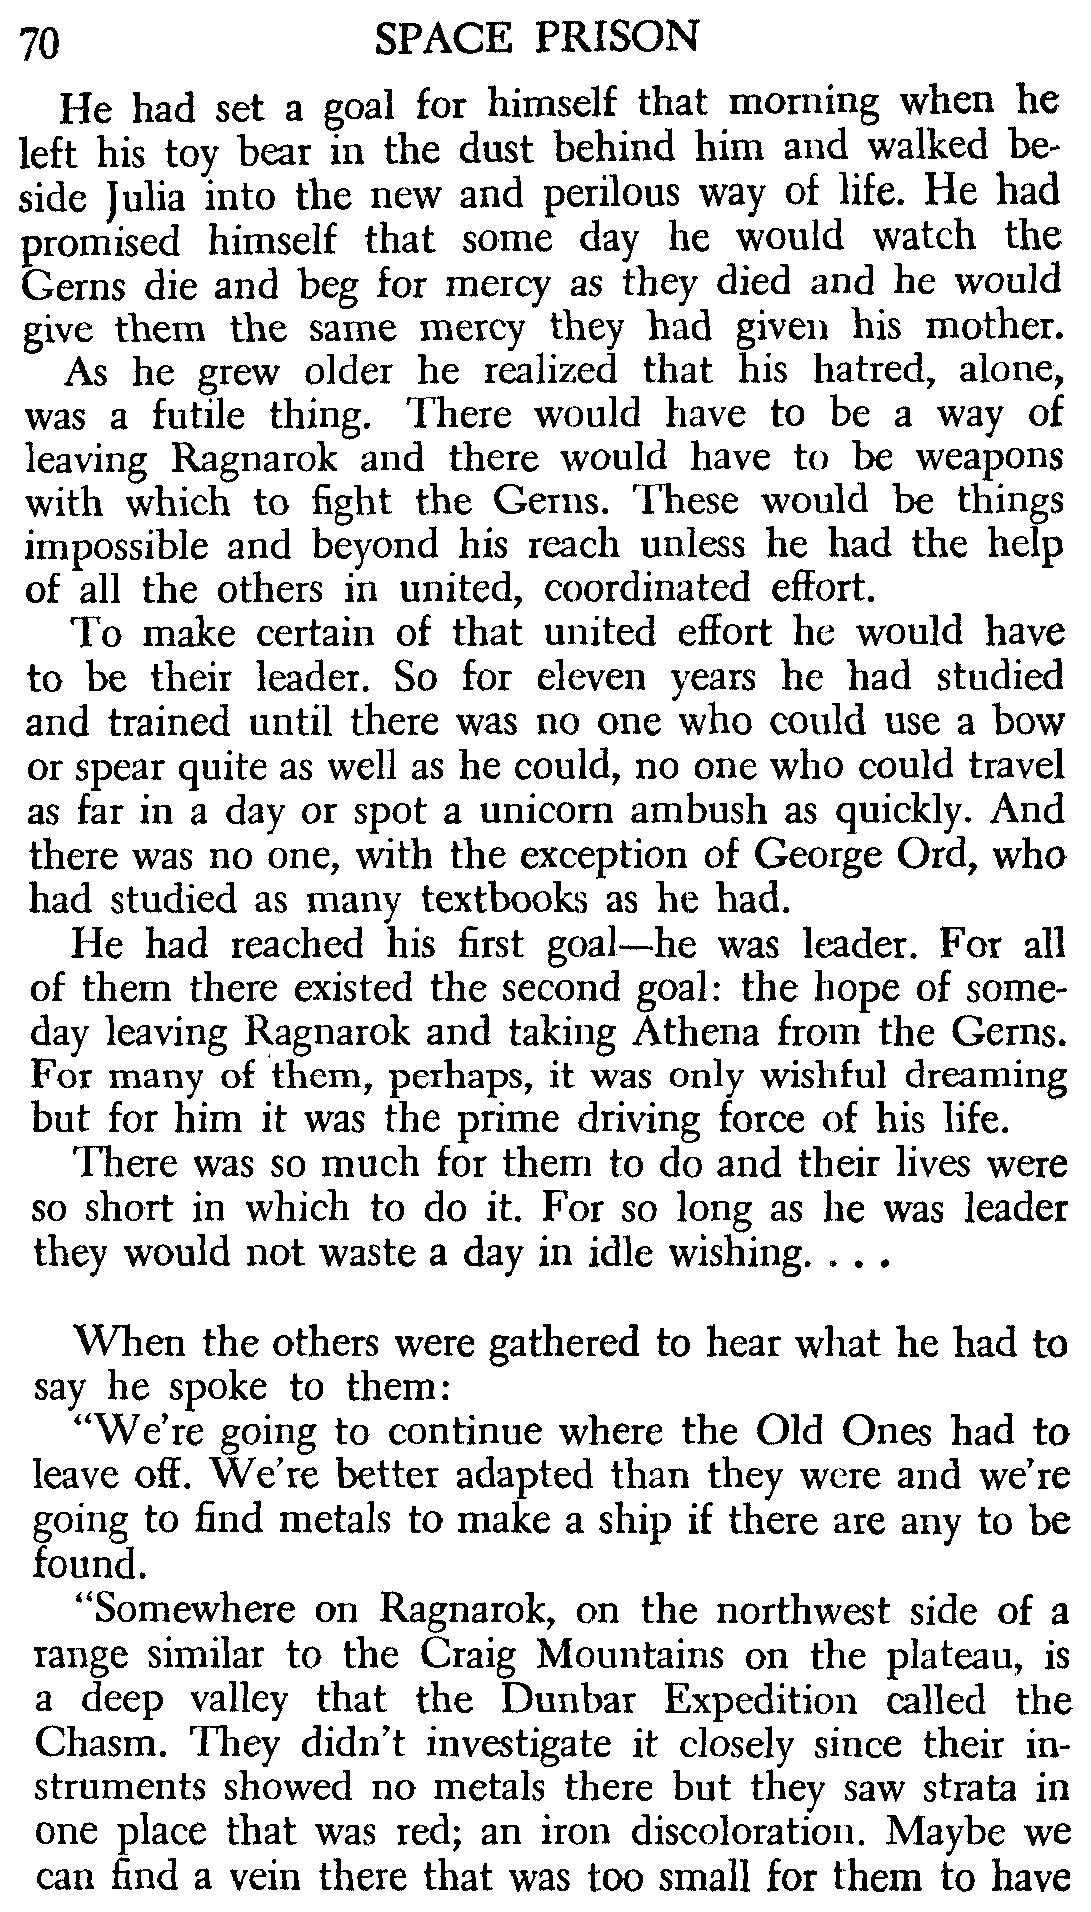 70 SPACE PRISON
He had set a goal for himself that morning when he
left his toy bear in the dust behind him and walked be-
side Julia into the new and perilous way of life. He had
promised himself that some day he would watch the
Gerns die and beg for mercy as they died and he would
give them the same mercy they had given his mother.
As he grew older he realized that his hatred, alone,
was a futile thing. There would have to be a way of
leaving Ragnarok and there would have to be weapons
with which to fight the Gerns. These would be things
impossible and beyond his reach unless he had the help
of all the others in united, coordinated effort.
To make certain of that united effort he would have
to be their leader. So for eleven years he had studied
and trained until there was no one who could use a bow
or spear quite as well as he could, no one who could travel
as far in a day or spot a unicorn ambush as quickly. And
there was no one, with the exception of George Ord, who
had studied as many textbooks as he had.
He had reached his first goal—he was leader. For all
of them there existed the second goal: the hope of some-
day leaving Ragnarok and taking Athena from the Gerns.
For many of them, perhaps, it was only wishful dreaming
but for him it was the prime driving force of his life.
There was so much for them to do and their lives were
so short in which to do it. For so long as he was leader
they would not waste a day in idle wishing. . . .
When the others were gathered to hear what he had to
say he spoke to them:
“We’re going to continue where the Old Ones had to
leave off. We’re better adapted than they were and we’re
going to find metals to make a ship if there are any to be
found.
“Somewhere on Ragnarok, on the northwest side of a
range similar to the Craig Mountains on the plateau, is
a deep valley that the Dunbar Expedition called the
Chasm. They didn’t investigate it closely since their in-
struments showed no metals there but they saw strata in
one place that was red; an iron discoloration. Maybe we
can find a vein there that was too small for them to have